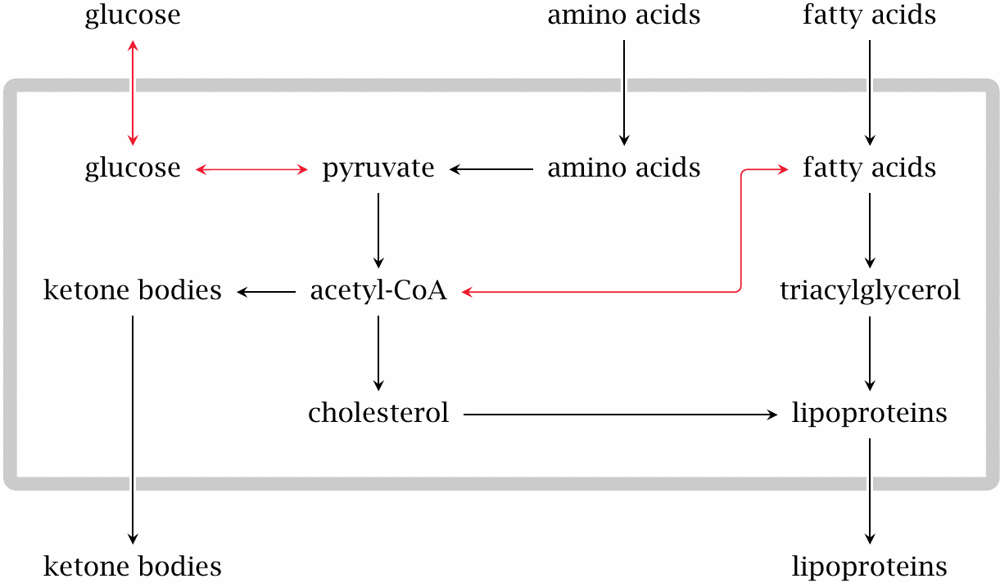 glucose amino acids fatty acids
glucose pyruvate amino acids fatty acids
ketone bodies acetyl-CoA triacylglycerol
cholesterol lipoproteins
ketone bodies lipoproteins